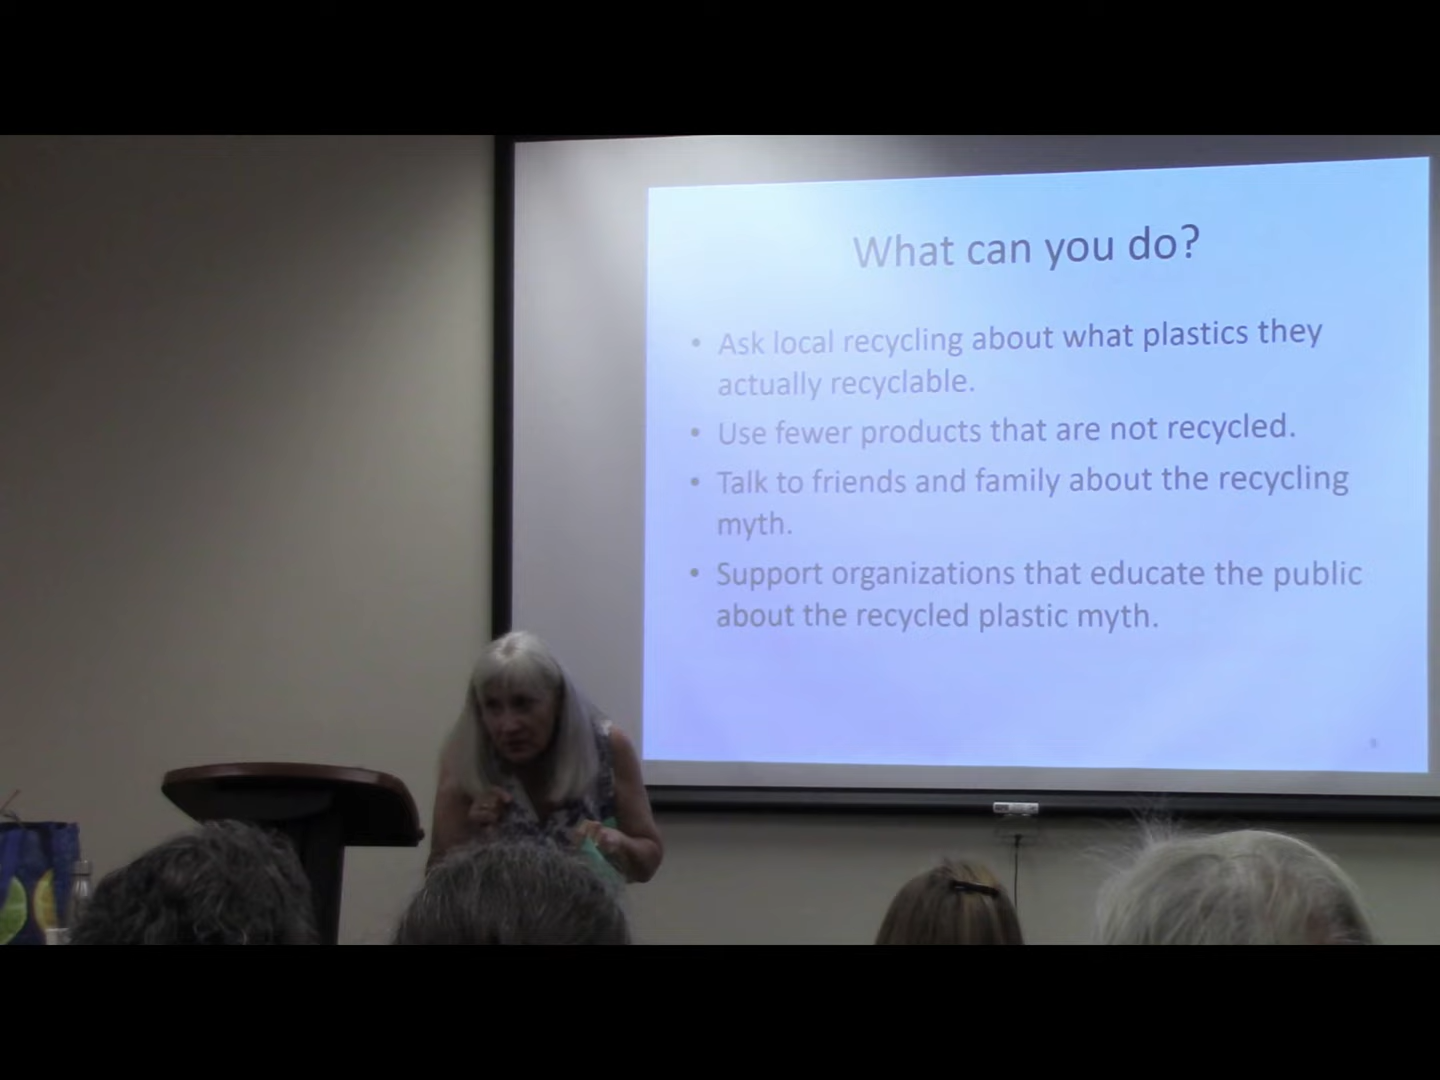 What can you do?
• Ask local recycling about what plastics they
actually recyclable.
• Use fewer products that are not recycled.
• Talk to friends and family about the recycling
myth.
• Support organizations that educate the public
about the recycled plastic myth.